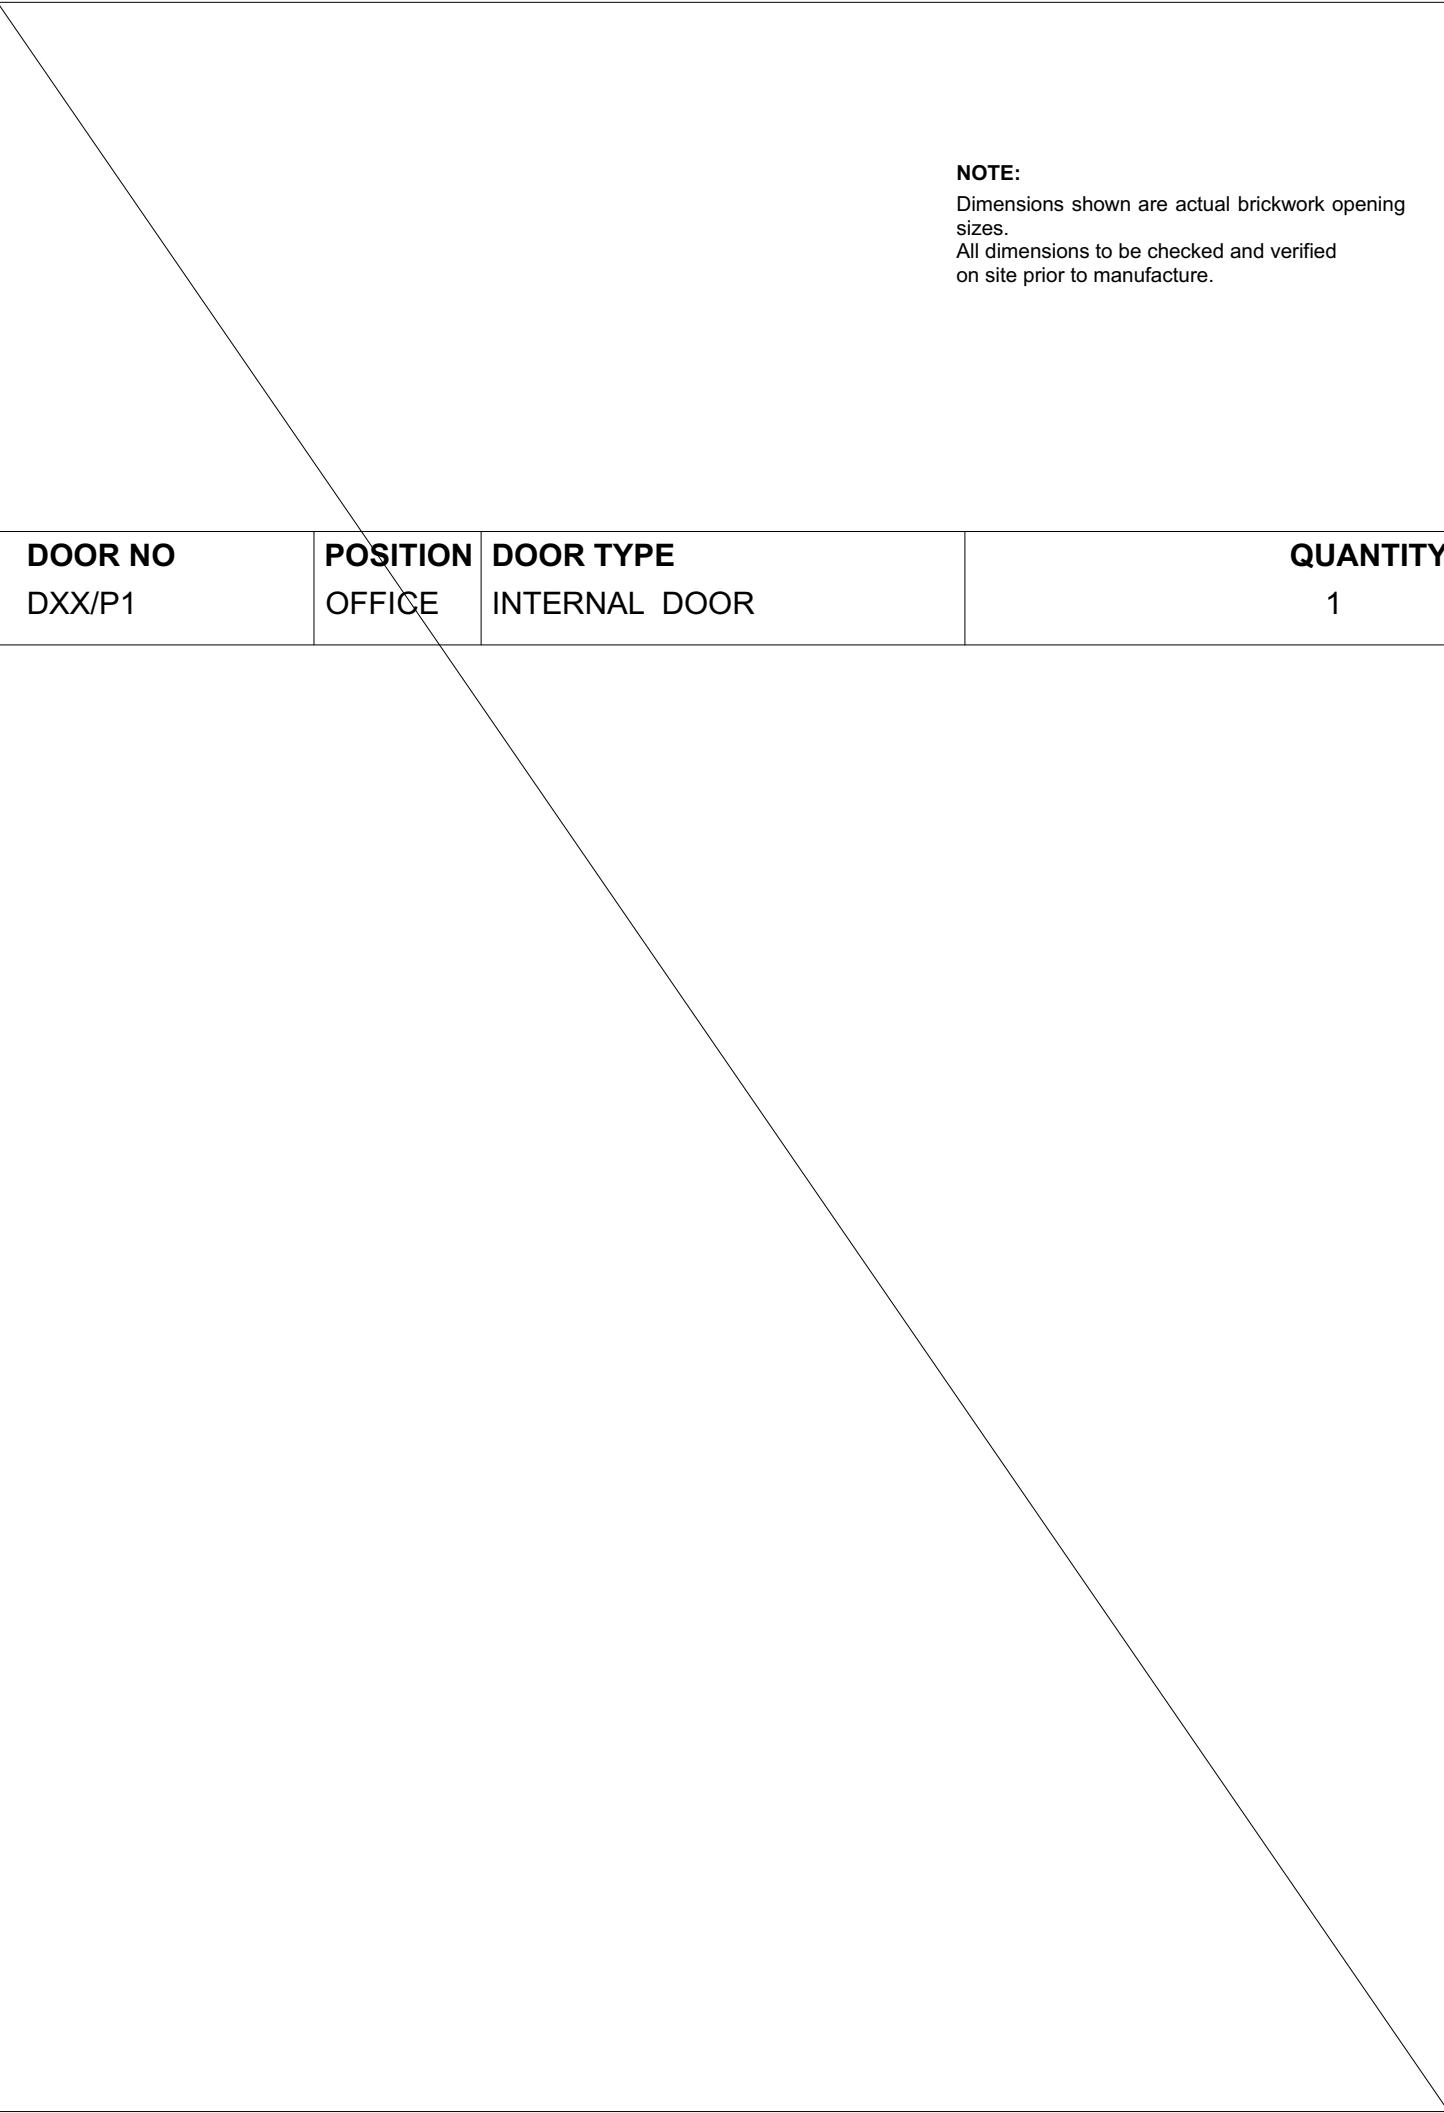 NOTE:
Dimensions shown are actual brickwork opening
sizes.
All dimensions to be checked and verified
on site prior to manufacture.
DOOR NO POSITION DOOR TYPE QUANTITY
DXX/P1 OFFICE INTERNAL DOOR 1